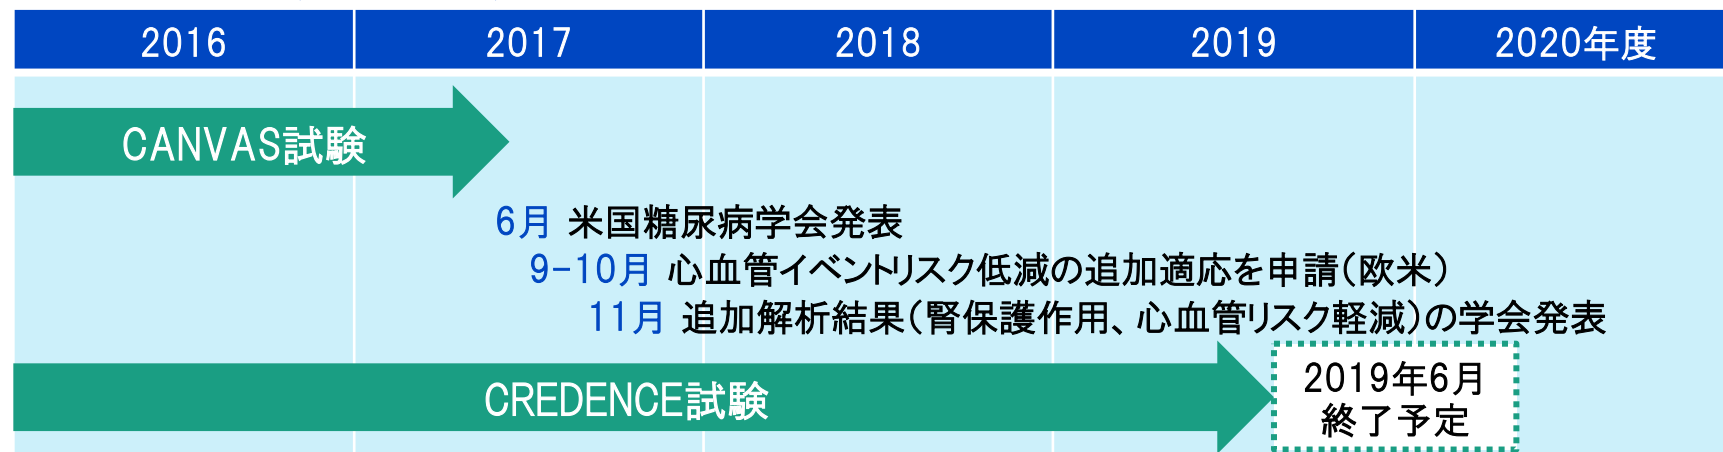 2016 2017 2018 2019 2020年度
CANVAS試験
6月 米国糖尿病学会発表
9-10月 心血管イベントリスク低減の追加適応を申請(欧米)
11月 追加解析結果(腎保護作用、心血管リスク軽減)の学会発表
CREDENCE試験
2019年6月
終了予定